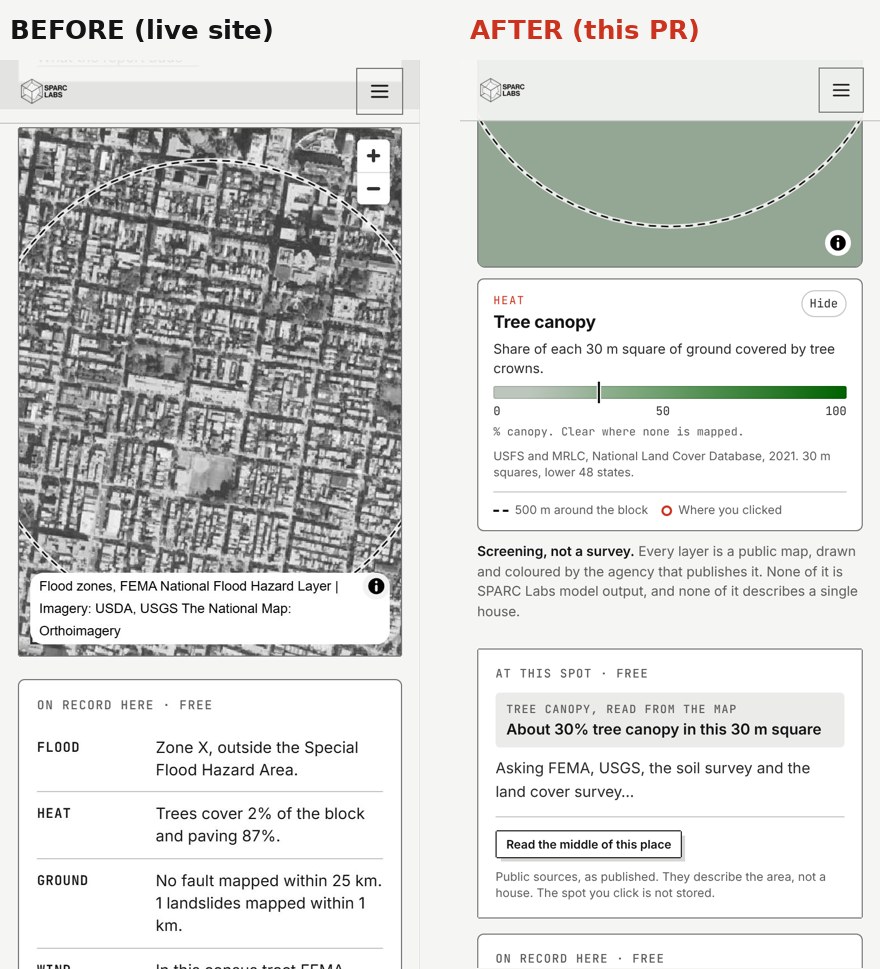 BEFORE (live site)
What the report adds
SPARC
LABS
+
−
Flood zones, FEMA National Flood Hazard Layer |
Imagery: USDA, USGS The National Map:
Orthoimagery
ON RECORD HERE · FREE
FLOOD
Zone X, outside the Special
Flood Hazard Area.
HEAT
Trees cover 2% of the block
and paving 87%.
GROUND
No fault mapped within 25 km.
1 landslides mapped within 1
km.
WIND
In this census tract FEMA
AFTER (this PR)
SPARC
LABS
HEAT
Hide
Tree canopy
Share of each 30 m square of ground covered by tree
crowns.
0 50 100
% canopy. Clear where none is mapped.
USFS and MRLC, National Land Cover Database, 2021. 30 m
squares, lower 48 states.
500 m around the block Where you clicked
Screening, not a survey. Every layer is a public map, drawn
and coloured by the agency that publishes it. None of it is
SPARC Labs model output, and none of it describes a single
house.
AT THIS SPOT · FREE
TREE CANOPY, READ FROM THE MAP
About 30% tree canopy in this 30 m square
Asking FEMA, USGS, the soil survey and the
land cover survey…
Read the middle of this place
Public sources, as published. They describe the area, not a
house. The spot you click is not stored.
ON RECORD HERE · FREE